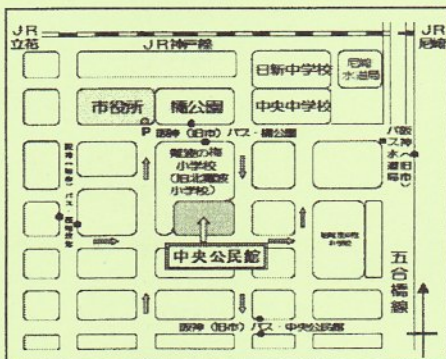 JR
立花
JR神戸線
JR
尼崎
日新中学校
尼崎
水道局
市役所
橘公園
中央中学校
P
阪神(旧市)バス・橘公園
難波の梅
小学校
(旧北難波
小学校)
中央公民館
五合橋線
阪神(旧市)バス・中央公民館